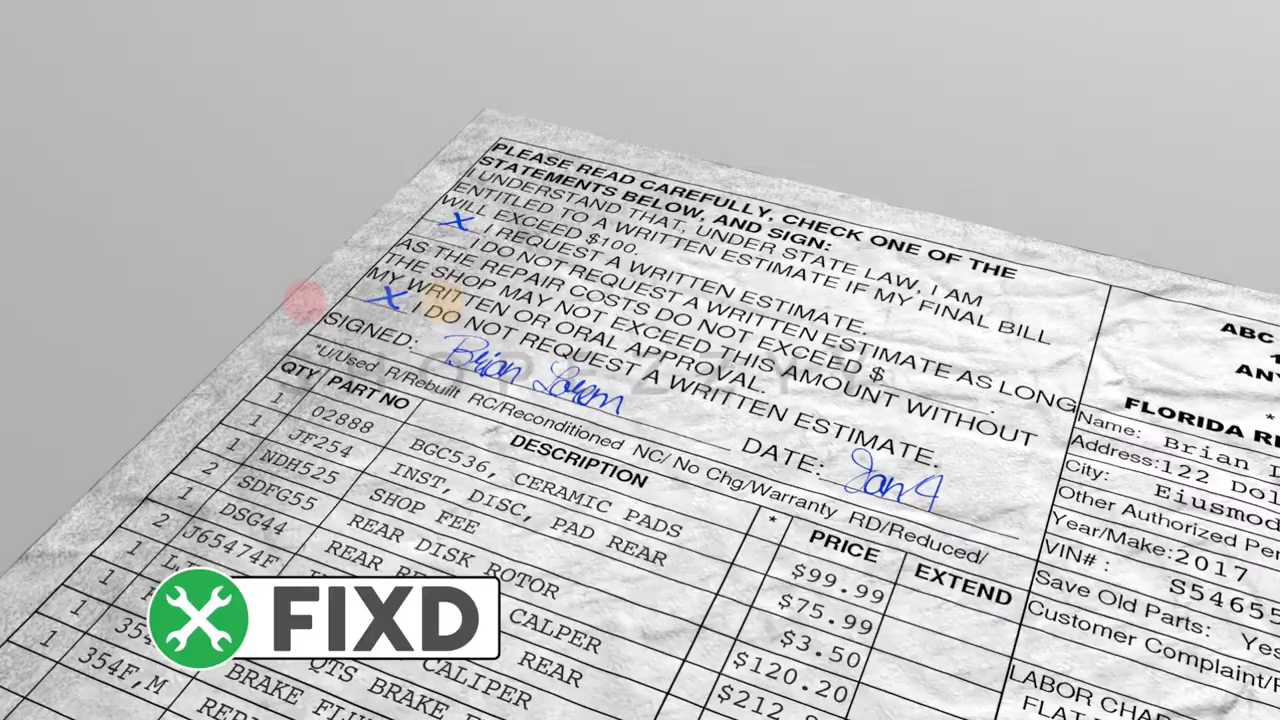 PLEASE READ CAREFULLY, CHECK ONE OF THE
STATEMENTS BELOW, AND SIGN:
I UNDERSTAND THAT, UNDER STATE LAW, I AM
ENTITLED TO A WRITTEN ESTIMATE IF MY FINAL BILL
WILL EXCEED $100.
X I REQUEST A WRITTEN ESTIMATE.
I DO NOT REQUEST A WRITTEN ESTIMATE AS LONG
AS THE REPAIR COSTS DO NOT EXCEED $
THE SHOP MAY NOT EXCEED THIS AMOUNT WITHOUT
MY WRITTEN OR ORAL APPROVAL.
X I DO NOT REQUEST A WRITTEN ESTIMATE.
SIGNED: Brian Lorem DATE: Jan 4
*U/Used R/Rebuilt RC/Reconditioned NC/ No Chg/Warranty RD/Reduced/
QTY PART NO DESCRIPTION * PRICE EXTEND
1 02888 BGC536, CERAMIC PADS $99.99
1 JF254 INST, DISC, PAD REAR $75.99
1 NDH525 SHOP FEE $3.50
2 SDFG55 REAR DISK ROTOR $120.20
1 DSG44 REAR CALPER $212
2 J65474F REAR
1 QTS BRAKE
1 CALIPER
1 BRAKE
1 354F,M
ABC
FLORIDA
Name: Brian
Address:122
City: Eiusmod
Other Authorized
Year/Make:2017
VIN# : S54655
Save Old Parts: Yes
Customer Complaint/
LABOR
FLAT
FIXD